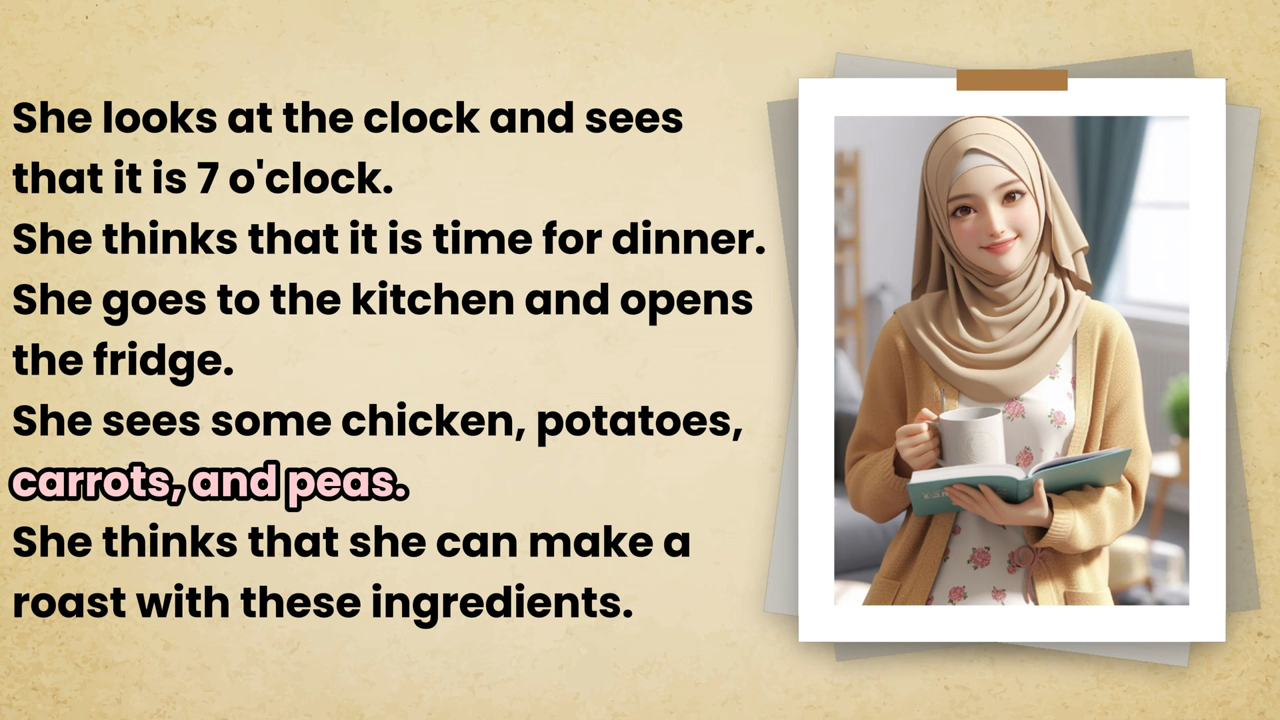 She looks at the clock and sees
that it is 7 o'clock.
She thinks that it is time for dinner.
She goes to the kitchen and opens
the fridge.
She sees some chicken, potatoes,
carrots, and peas.
She thinks that she can make a
roast with these ingredients.